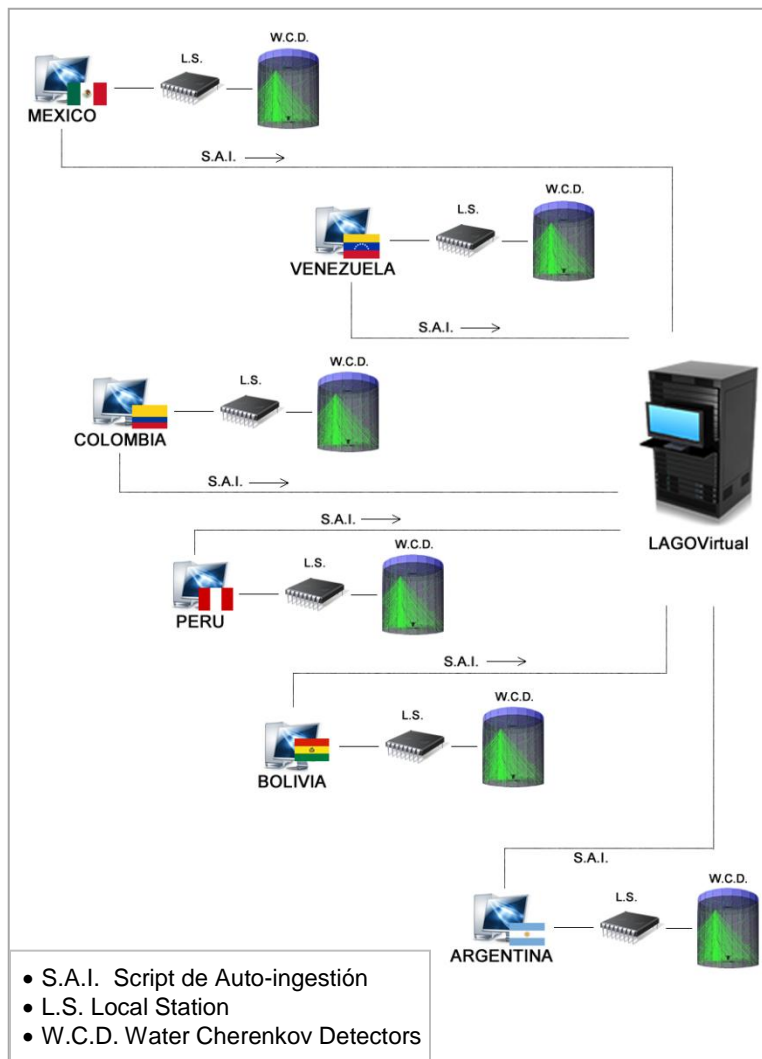 W.C.D.
L.S.
MEXICO
S.A.I.
W.C.D.
L.S.
VENEZUELA
S.A.I.
W.C.D.
L.S.
COLOMBIA
S.A.I.
LAGOVirtual
S.A.I.
W.C.D.
L.S.
PERU
S.A.I.
W.C.D.
L.S.
BOLIVIA
S.A.I.
W.C.D.
L.S.
ARGENTINA
• S.A.I. Script de Auto-ingestión
• L.S. Local Station
• W.C.D. Water Cherenkov Detectors